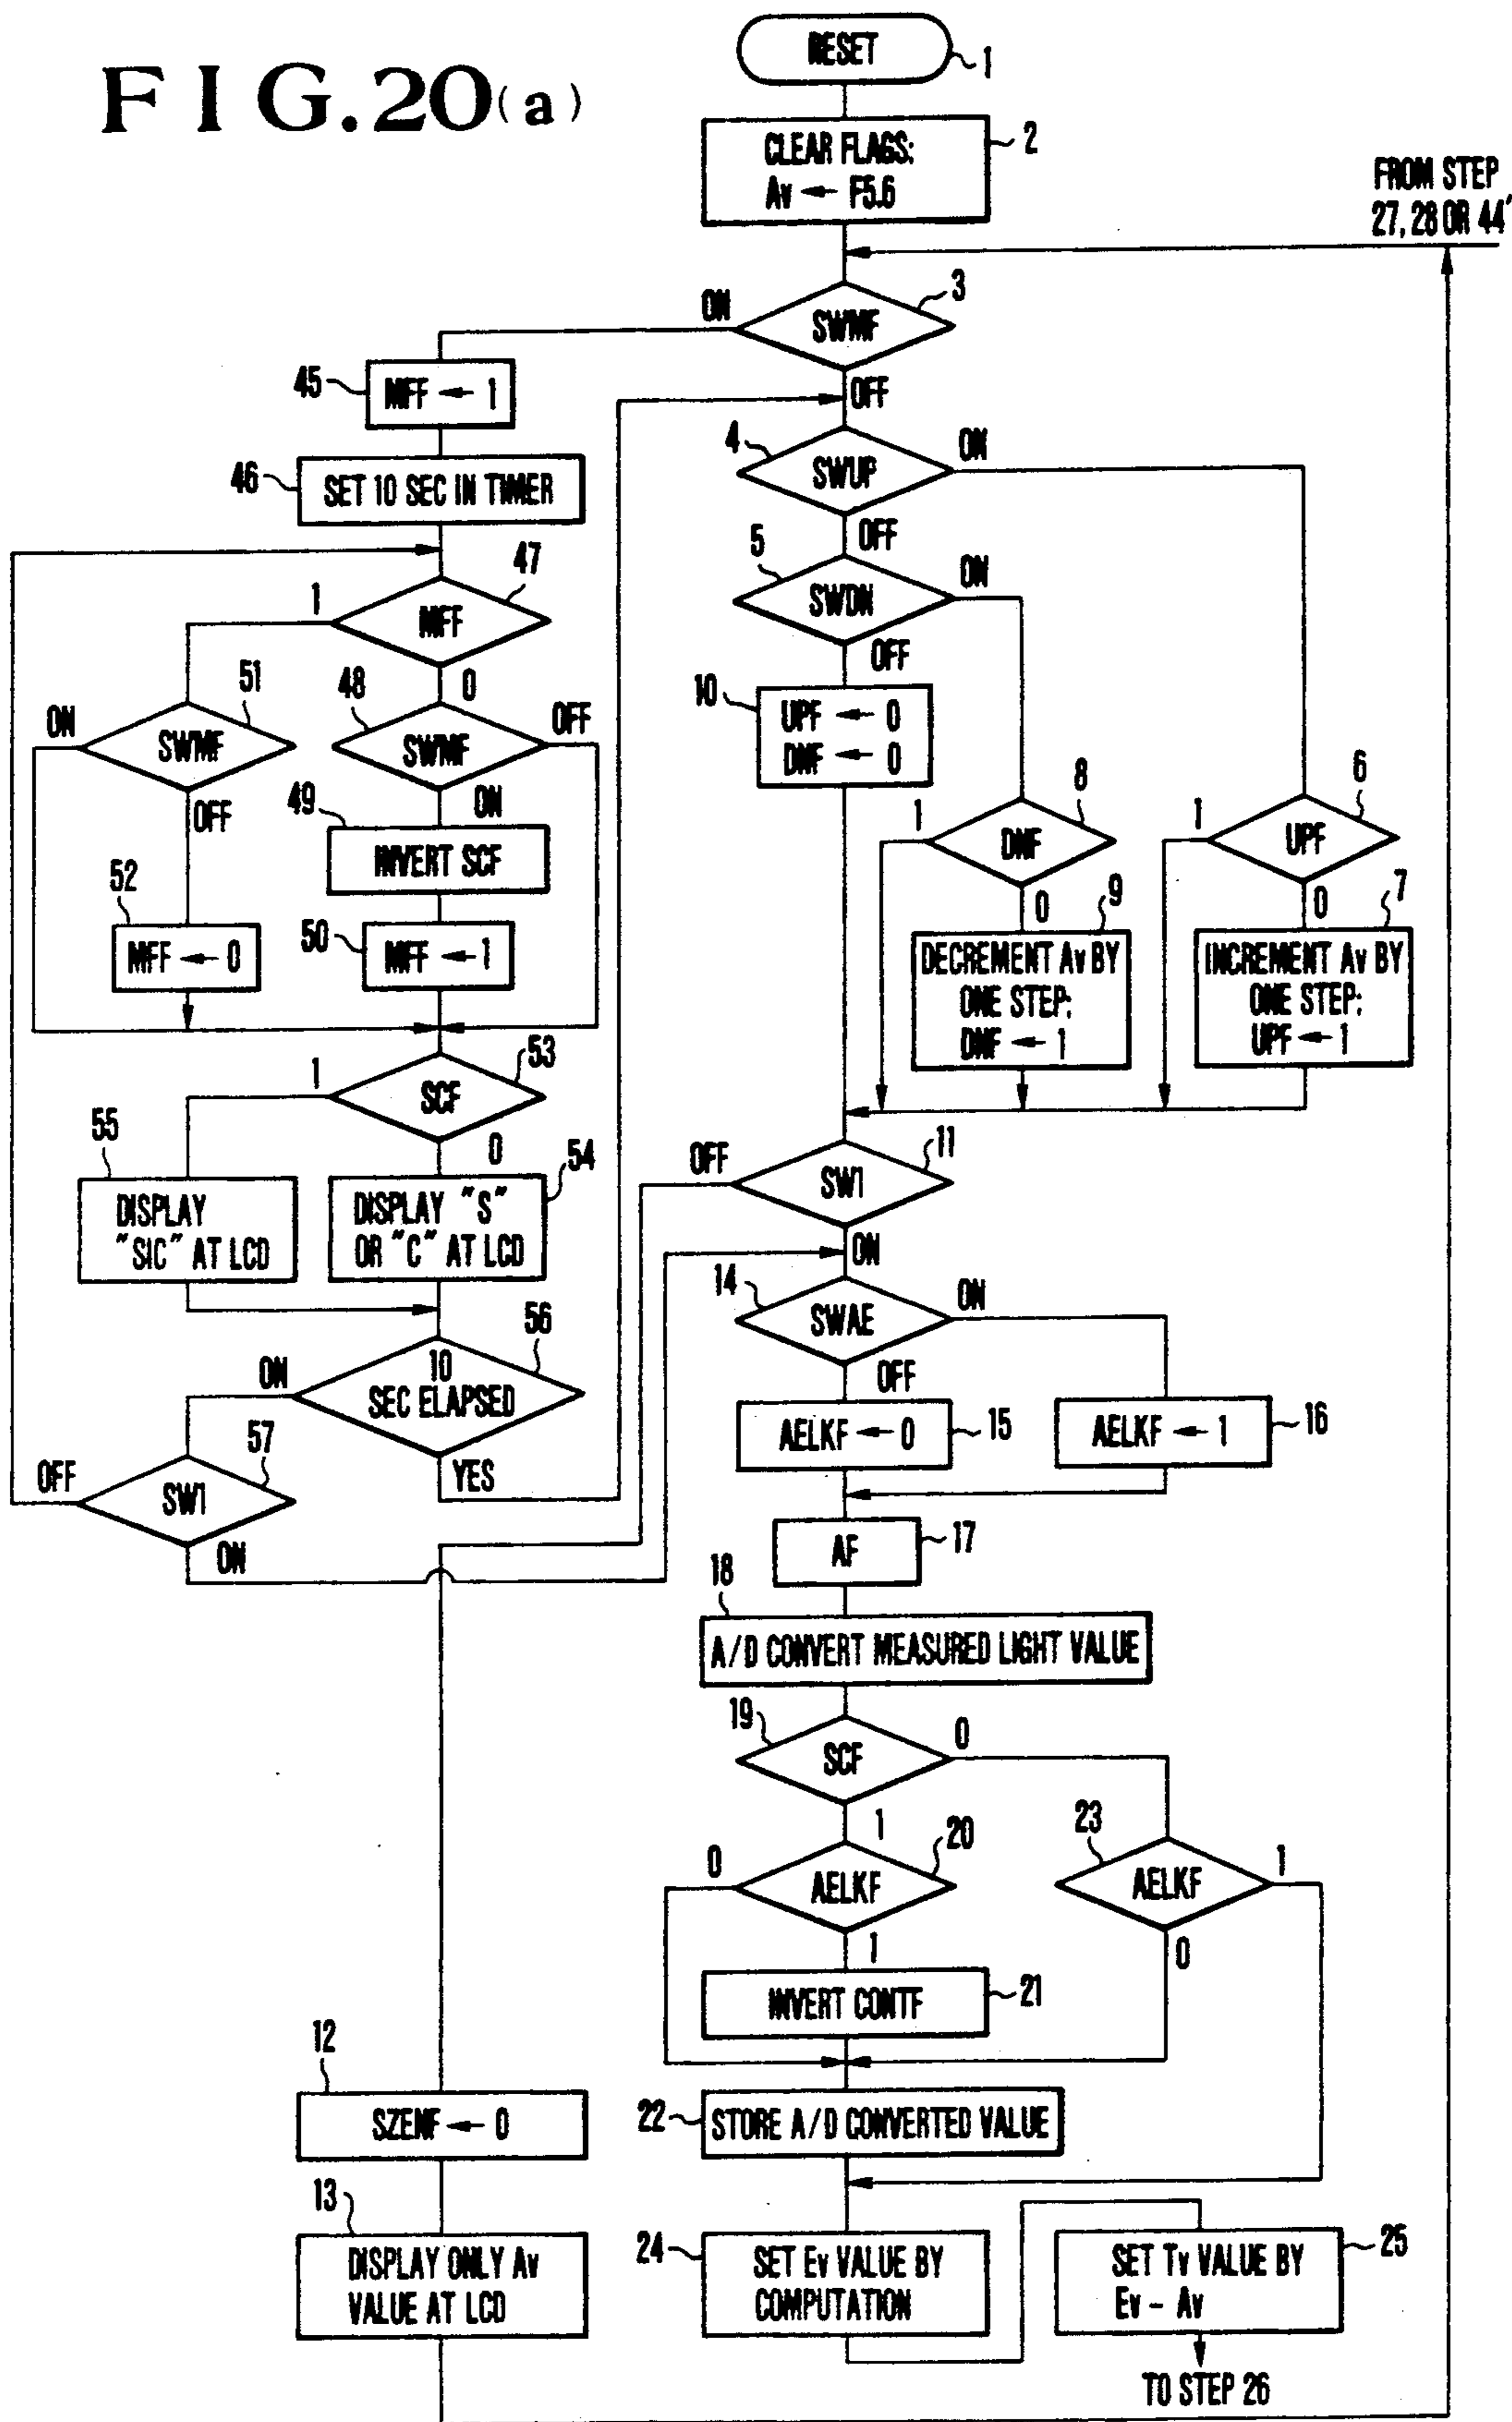 FIG.20(a)
RESET
1
CLEAR FLAGS:
Av ← F5.6
2
FROM STEP
27, 28 OR 44'
3
ON
SWMF
OFF
45
MFF ← 1
4
SWUP
ON
OFF
46
SET 10 SEC IN TIMER
5
SWDN
ON
OFF
47
1
MFF
0
10
UPF ← 0
DNF ← 0
51
ON
SWMF
OFF
48
SWMF
OFF
ON
8
1
DNF
0
6
1
UPF
0
49
INVERT SCF
52
MFF ← 0
50
MFF ← 1
9
DECREMENT Av BY
ONE STEP;
DNF ← 1
7
INCREMENT Av BY
ONE STEP;
UPF ← 1
53
1
SCF
0
55
DISPLAY
"SIC" AT LCD
54
DISPLAY "S"
OR "C" AT LCD
11
OFF
SW1
ON
14
SWAE
ON
OFF
56
ON
10
SEC ELAPSED
YES
AELKF ← 0
15
AELKF ← 1
16
57
OFF
SW1
ON
AF
17
18
A/D CONVERT MEASURED LIGHT VALUE
19
SCF
0
1
20
0
AELKF
1
23
AELKF
1
0
INVERT CONTF
21
12
SZENF ← 0
22
STORE A/D CONVERTED VALUE
13
DISPLAY ONLY Av
VALUE AT LCD
24
SET Ev VALUE BY
COMPUTATION
SET Tv VALUE BY
Ev - Av
25
TO STEP 26